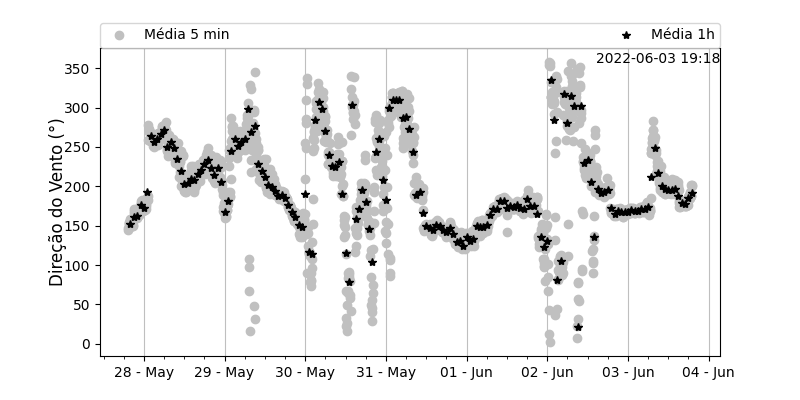 Média 5 min
Média 1h
2022-06-03 19:18
Direção do Vento (°)
350
300
250
200
150
100
50
0
28 - May
29 - May
30 - May
31 - May
01 - Jun
02 - Jun
03 - Jun
04 - Jun